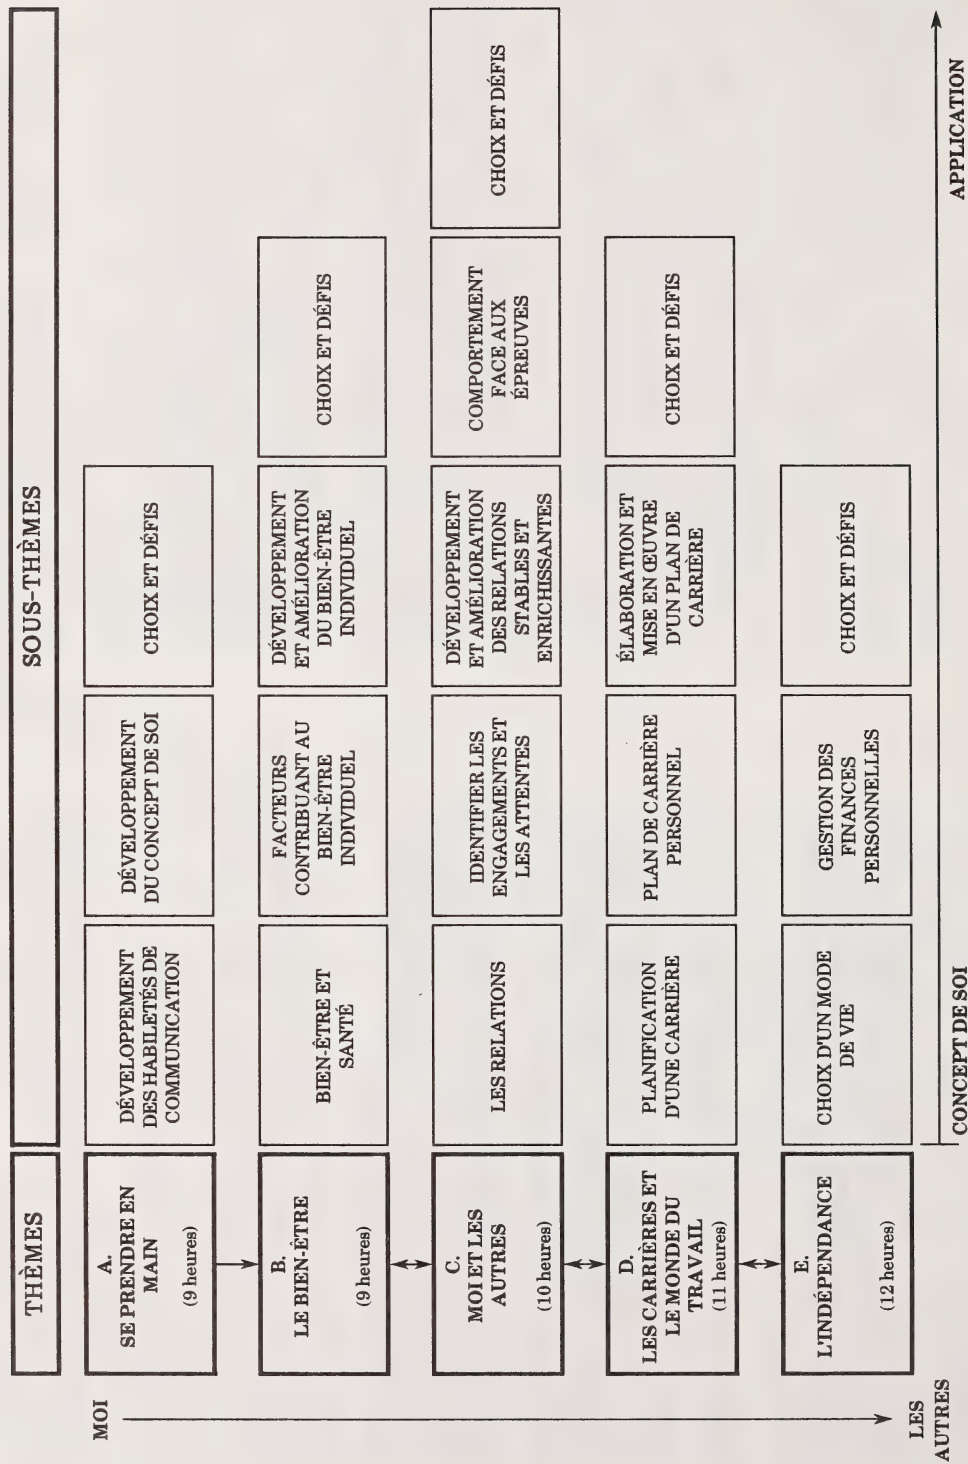 THÈMES
SOUS-THÈMES
MOI
A.
SE PRENDRE EN
MAIN
(9 heures)
DÉVELOPPEMENT
DES HABILETÉS DE
COMMUNICATION
DÉVELOPPEMENT
DU CONCEPT DE SOI
CHOIX ET DÉFIS
B.
LE BIEN-ÊTRE
(9 heures)
BIEN-ÊTRE ET
SANTÉ
FACTEURS
CONTRIBUANT AU
BIEN-ÊTRE
INDIVIDUEL
DÉVELOPPEMENT
ET AMÉLIORATION
DU BIEN-ÊTRE
INDIVIDUEL
CHOIX ET DÉFIS
C.
MOI ET LES
AUTRES
(10 heures)
LES RELATIONS
IDENTIFIER LES
ENGAGEMENTS ET
LES ATTENTES
DÉVELOPPEMENT
ET AMÉLIORATION
DES RELATIONS
STABLES ET
ENRICHISSANTES
COMPORTEMENT
FACE AUX
ÉPREUVES
CHOIX ET DÉFIS
D.
LES CARRIÈRES ET
LE MONDE DU
TRAVAIL
(11 heures)
PLANIFICATION
D'UNE CARRIÈRE
PLAN DE CARRIÈRE
PERSONNEL
ÉLABORATION ET
MISE EN ŒUVRE
D'UN PLAN DE
CARRIÈRE
CHOIX ET DÉFIS
E.
L'INDÉPENDANCE
(12 heures)
CHOIX D'UN MODE
DE VIE
GESTION DES
FINANCES
PERSONNELLES
CHOIX ET DÉFIS
LES
AUTRES
CONCEPT DE SOI
APPLICATION